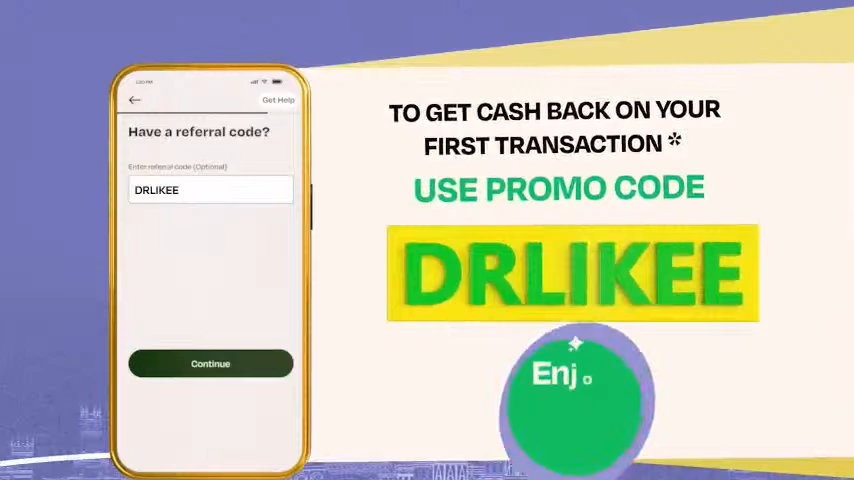 Get Help
Have a referral code?
Enter referral code (Optional)
DRLIKEE
Continue
TO GET CASH BACK ON YOUR
FIRST TRANSACTION *
USE PROMO CODE
DRLIKEE
Enj o